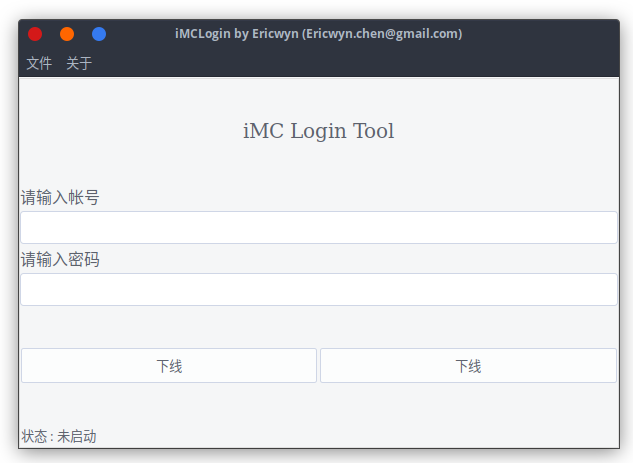 iMCLogin by Ericwyn (Ericwyn.chen@gmail.com)
文件 关于
iMC Login Tool
请输入帐号
请输入密码
下线 下线
状态 : 未启动